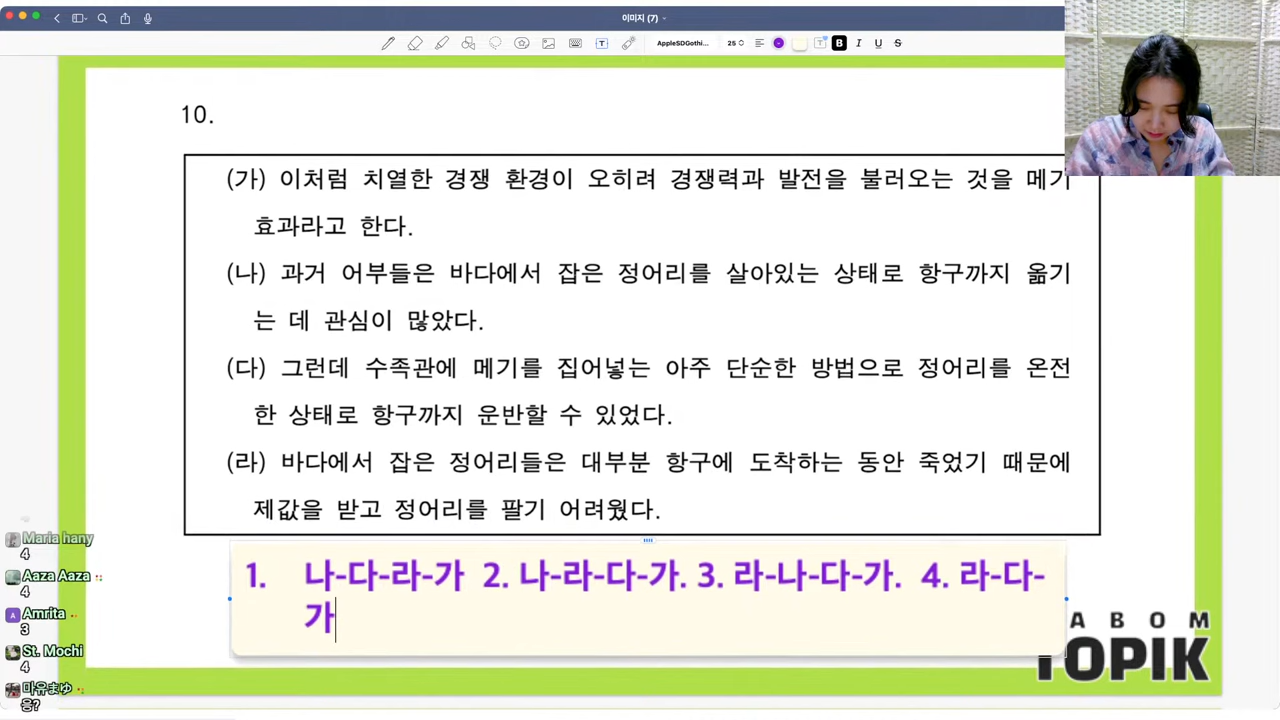 이미지 (7)
AppleSDGothi...
25
B I U S
10.
(가) 이처럼 치열한 경쟁 환경이 오히려 경쟁력과 발전을 불러오는 것을 메기
효과라고 한다.
(나) 과거 어부들은 바다에서 잡은 정어리를 살아있는 상태로 항구까지 옮기
는 데 관심이 많았다.
(다) 그런데 수족관에 메기를 집어넣는 아주 단순한 방법으로 정어리를 온전
한 상태로 항구까지 운반할 수 있었다.
(라) 바다에서 잡은 정어리들은 대부분 항구에 도착하는 동안 죽었기 때문에
제값을 받고 정어리를 팔기 어려웠다.
1. 나-다-라-가 2. 나-라-다-가. 3. 라-나-다-가. 4. 라-다-
가
ABOM
TOPIK
Maria hany
4
Aaza Aaza
4
A Amrita
3
St. Mochi
4
마유まゆ
응?